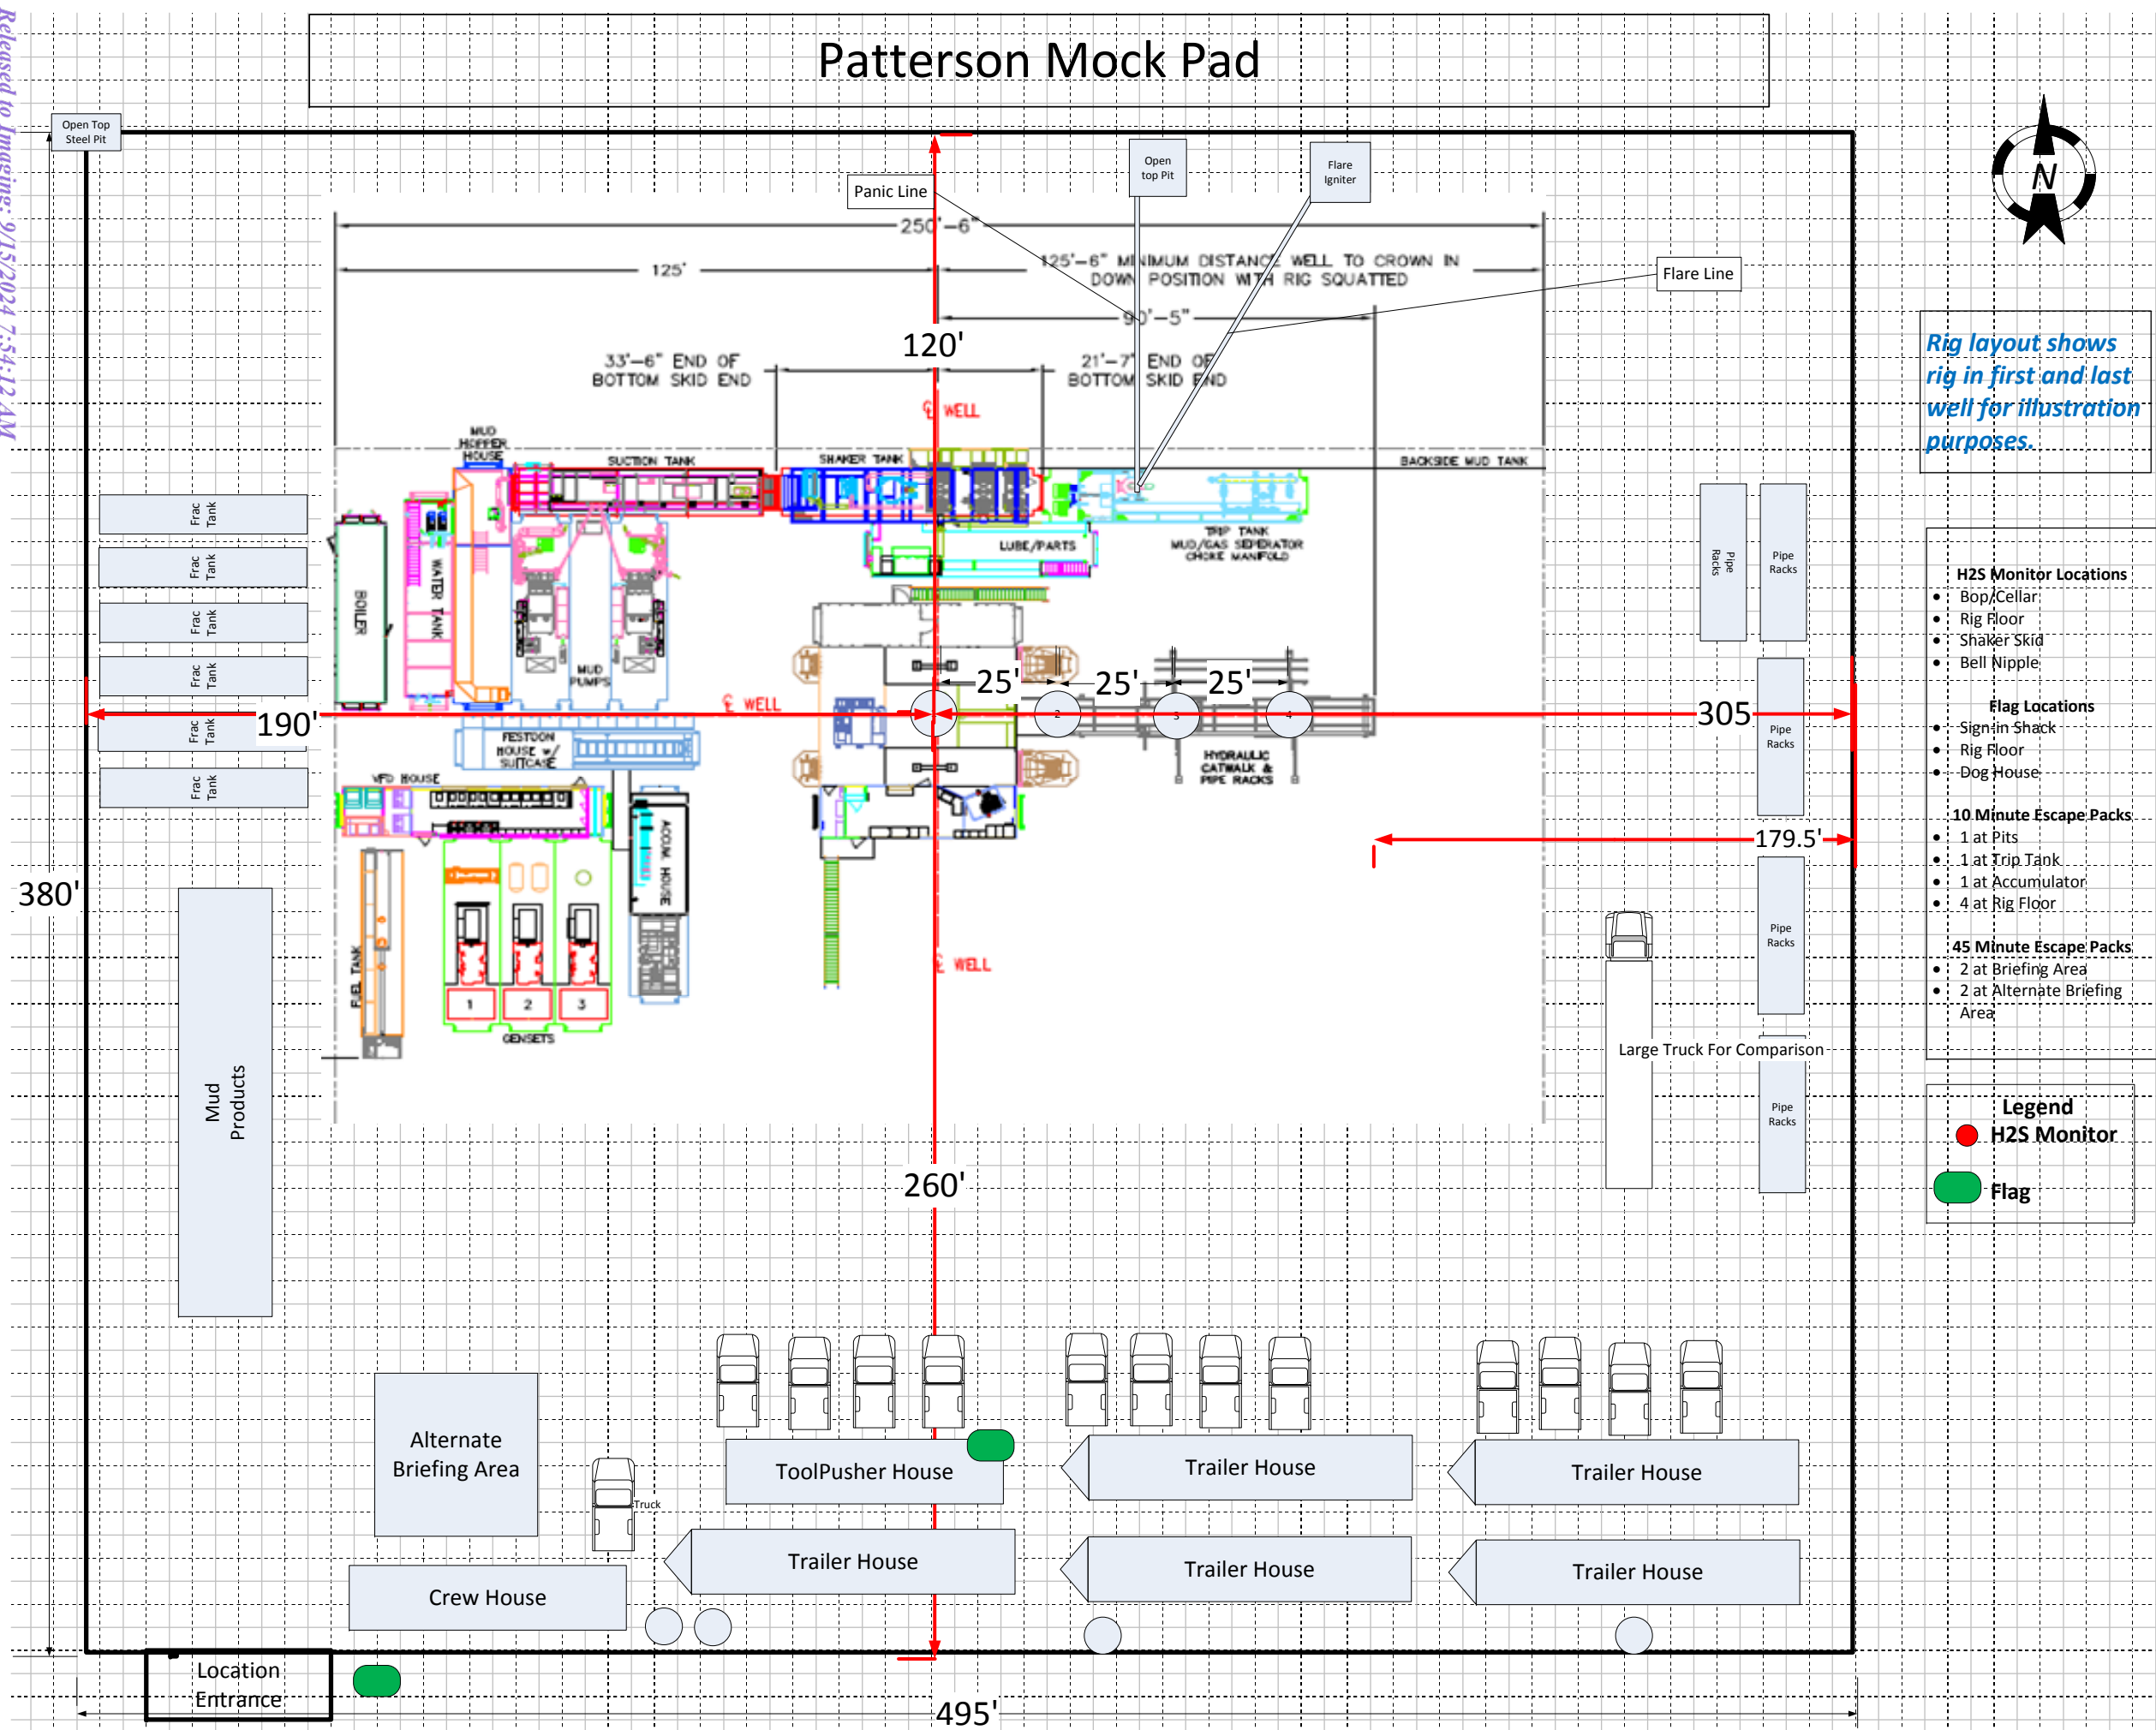 Released to Imaging: 9/15/2024 7:54:12 AM
Patterson Mock Pad
Open Top
Steel Pit
Open
top Pit
Flare
Igniter
N
Panic Line
250'-6"
125'
125'-6" MINIMUM DISTANCE WELL TO CROWN IN
DOWN POSITION WITH RIG SQUATTED
Flare Line
90'-5"
120'
33'-6" END OF
BOTTOM SKID END
21'-7" END OF
BOTTOM SKID END
Rig layout shows
rig in first and last
well for illustration
purposes.
℄ WELL
MUD
HOPPER
HOUSE
SUCTION TANK
SHAKER TANK
BACKSIDE MUD TANK
Frac
Tank
Frac
Tank
Frac
Tank
Frac
Tank
Frac
Tank
Frac
Tank
BOILER
WATER TANK
MUD
PUMPS
LUBE/PARTS
TRIP TANK
MUD/GAS SEPERATOR
CHOKE MANIFOLD
Pipe
Racks
Pipe
Racks
H2S Monitor Locations
• Bop/Cellar
• Rig Floor
• Shaker Skid
• Bell Nipple
Flag Locations
• Sign-in Shack
• Rig Floor
• Dog House
10 Minute Escape Packs
• 1 at Pits
• 1 at Trip Tank
• 1 at Accumulator
• 4 at Rig Floor
45 Minute Escape Packs
• 2 at Briefing Area
• 2 at Alternate Briefing
Area
25'
25'
25'
190'
℄ WELL
2
3
4
305
Pipe
Racks
FESTOON
HOUSE w/
SUITCASE
HYDRAULIC
CATWALK &
PIPE RACKS
VFD HOUSE
ACCUM. HOUSE
179.5'
380'
FUEL TANK
1
2
3
GENSETS
℄ WELL
Pipe
Racks
Large Truck For Comparison
Pipe
Racks
Mud
Products
Legend
H2S Monitor
Flag
260'
Alternate
Briefing Area
Truck
ToolPusher House
Trailer House
Trailer House
Trailer House
Trailer House
Trailer House
Crew House
Location
Entrance
495'